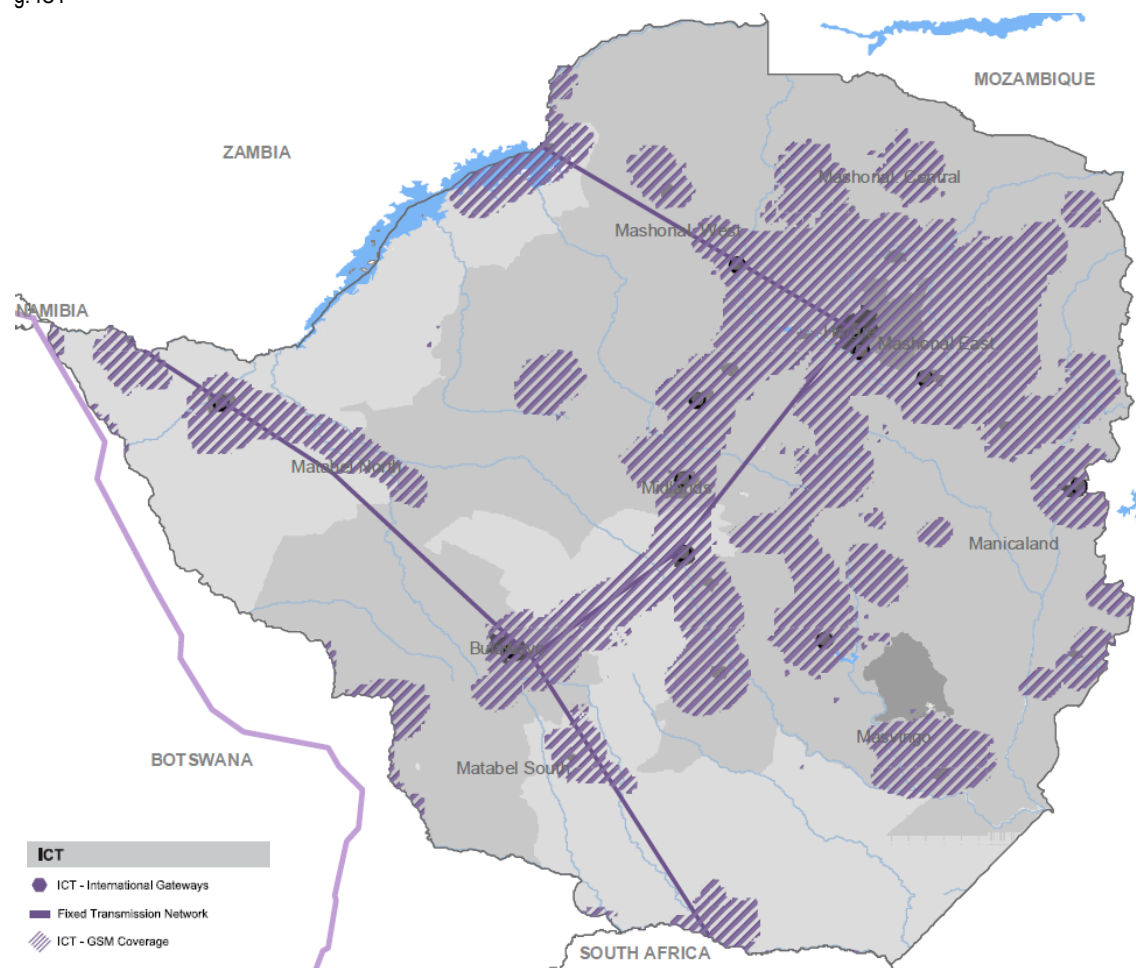 g. ICT
MOZAMBIQUE
ZAMBIA
Mashonal Central
Mashonal West
NAMIBIA
Mashonal East
Matabel North
Midlands
Manicaland
Masvingo
BOTSWANA
Matabel South
ICT
ICT - International Gateways
Fixed Transmission Network
ICT - GSM Coverage
SOUTH AFRICA